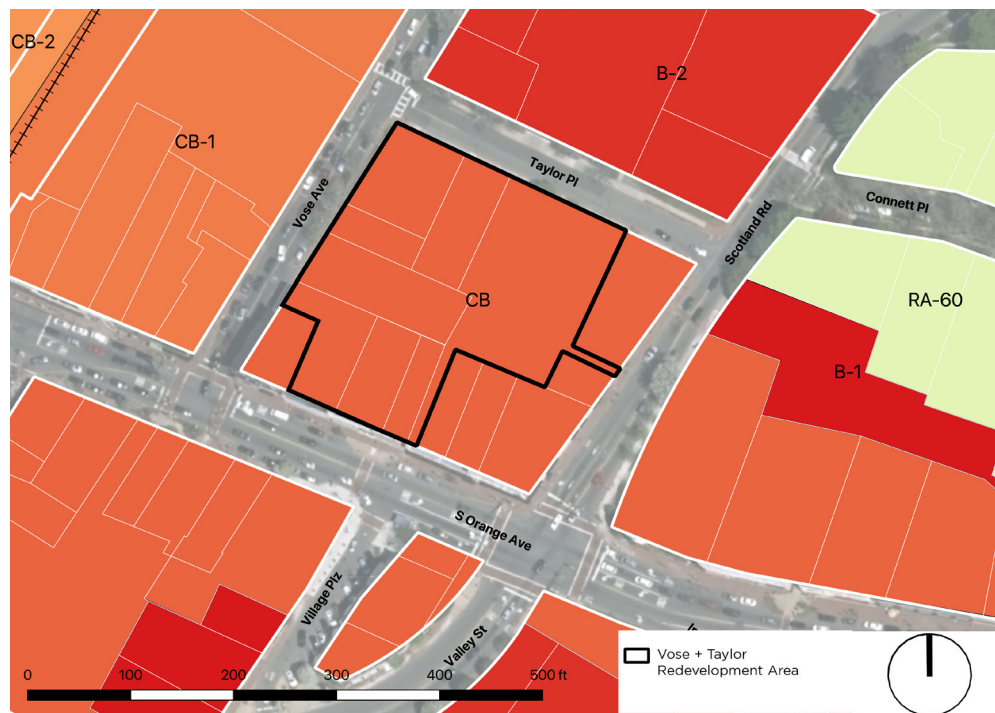 CB-2
B-2
CB-1
Taylor Pl
Vose Ave
Connett Pl
Scotland Rd
CB
RA-60
B-1
S Orange Ave
Village Plz
Valley St
Vose + Taylor
Redevelopment Area
0 100 200 300 400 500 ft